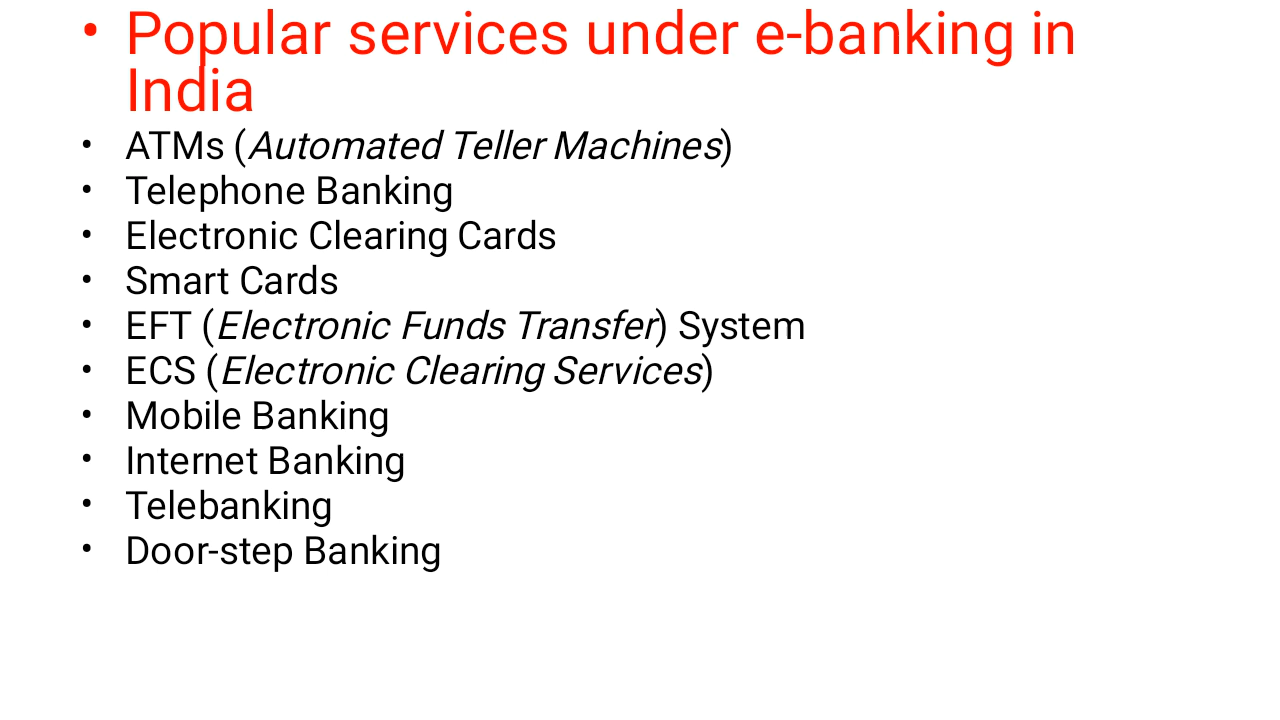 • Popular services under e-banking in
India
• ATMs (Automated Teller Machines)
• Telephone Banking
• Electronic Clearing Cards
• Smart Cards
• EFT (Electronic Funds Transfer) System
• ECS (Electronic Clearing Services)
• Mobile Banking
• Internet Banking
• Telebanking
• Door-step Banking